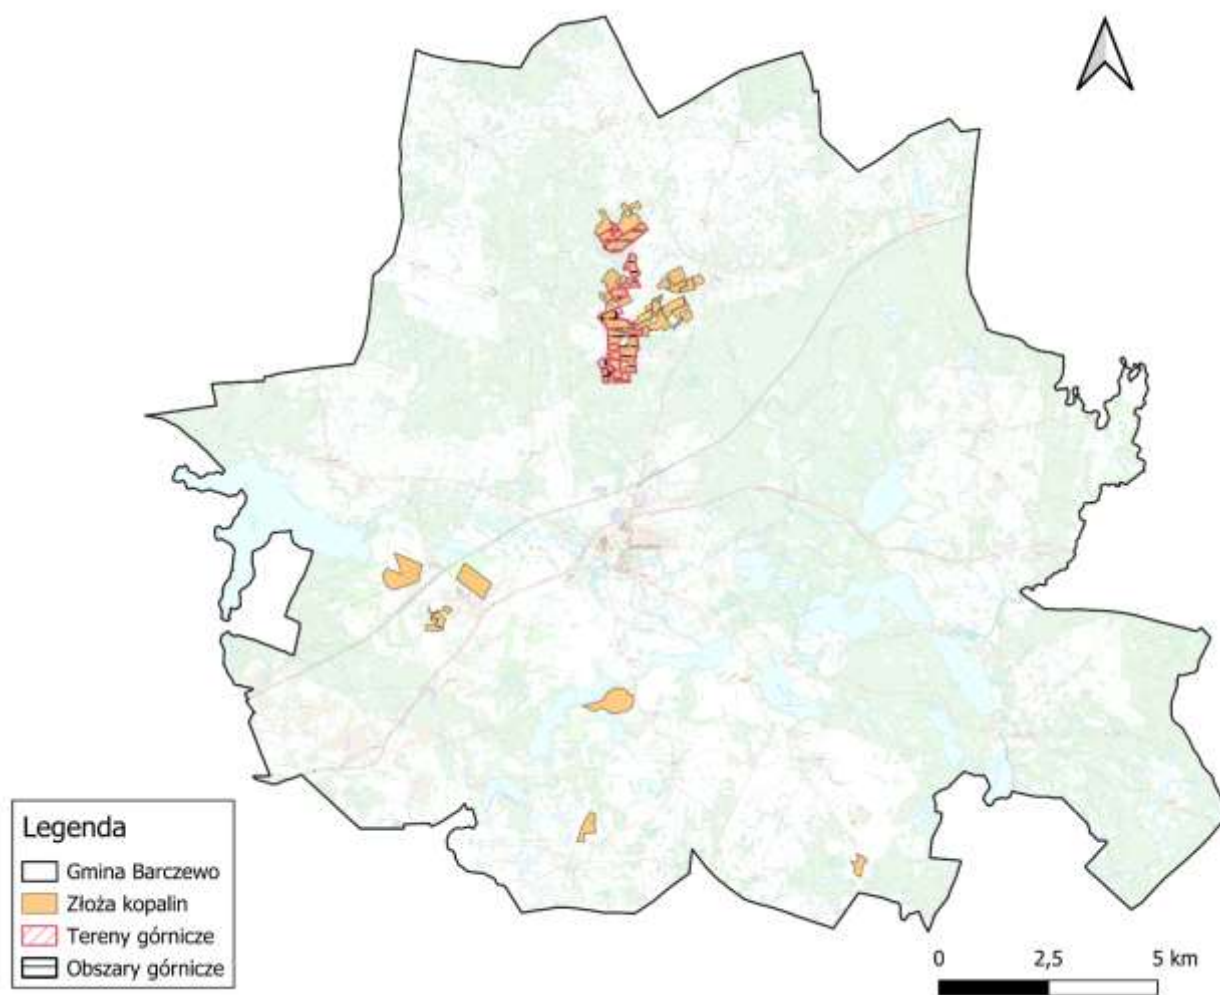 Legenda
Gmina Barczewo
Złoża kopalin
Tereny górnicze
Obszary górnicze
0 2,5 5 km